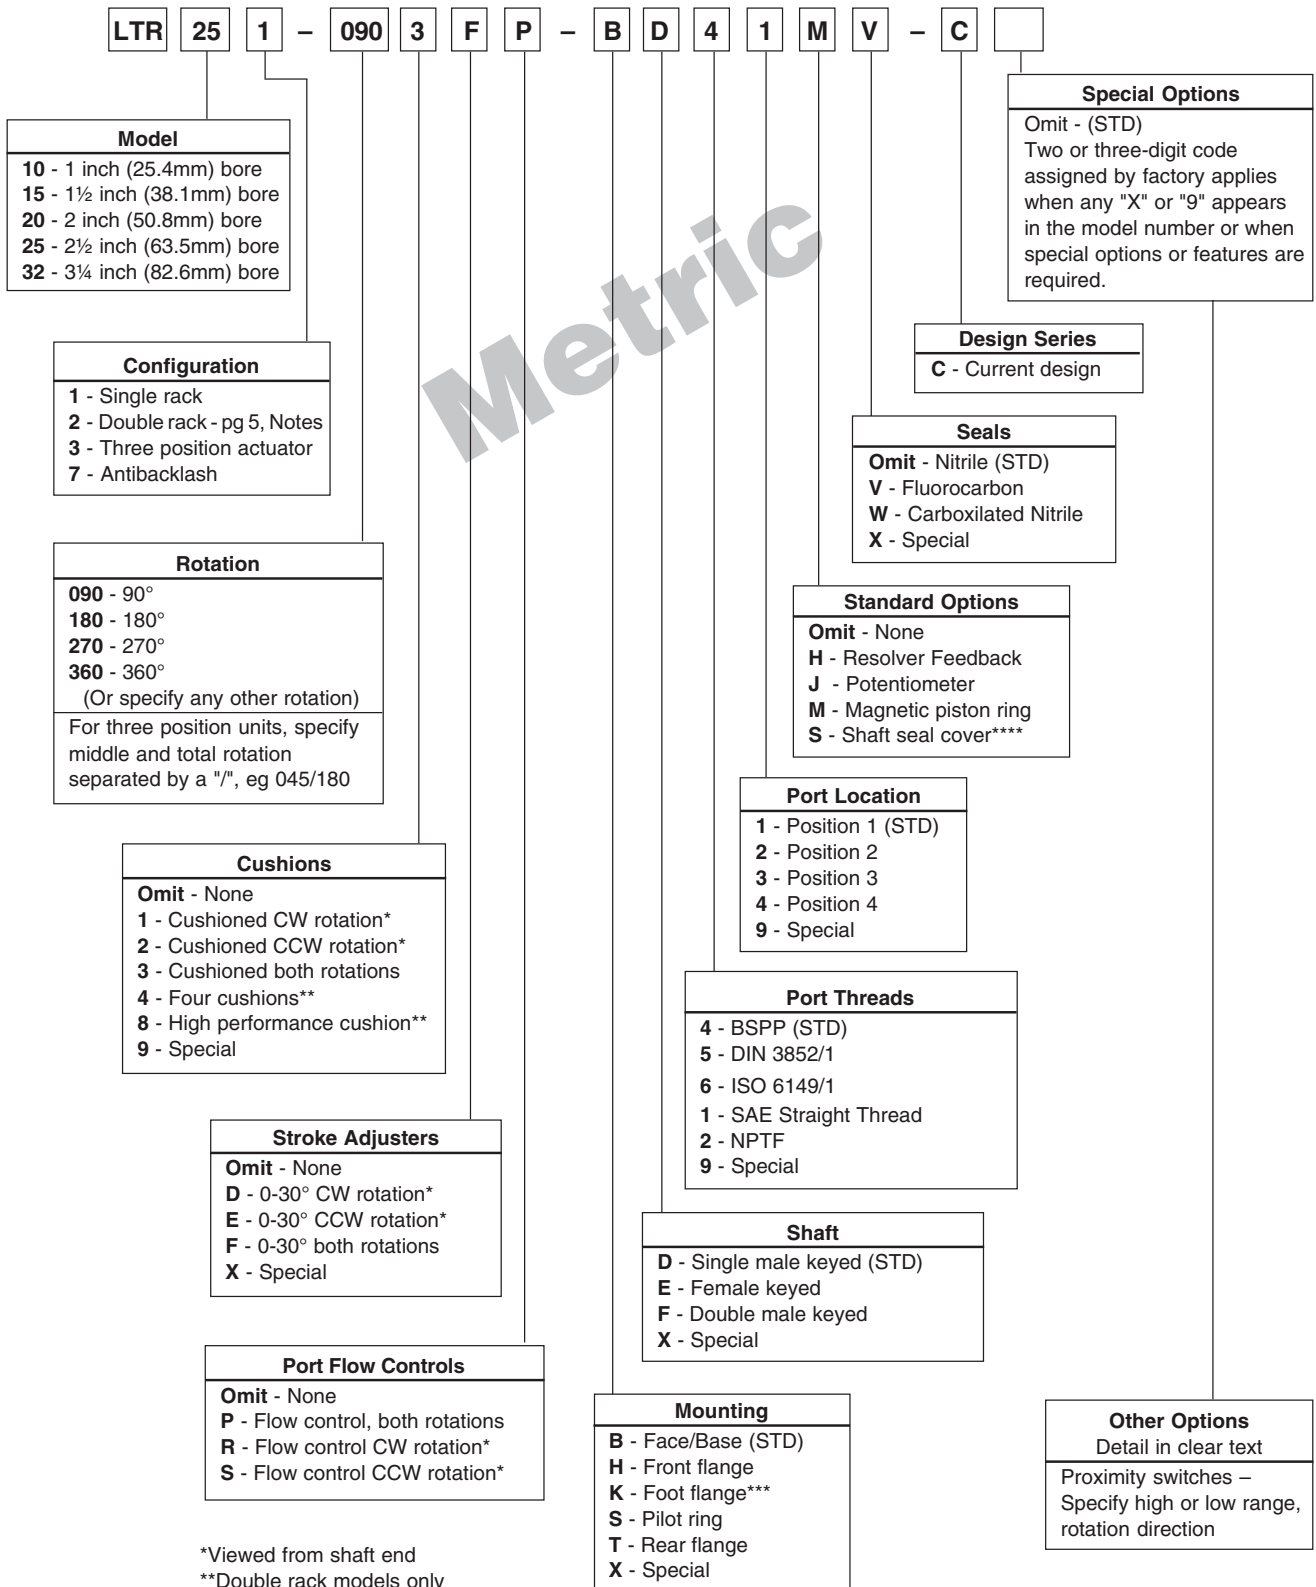 LTR 25 1 – 090 3 F P – B D 4 1 M V – C
Special Options
Omit - (STD)
Two or three-digit code
assigned by factory applies
when any "X" or "9" appears
in the model number or when
special options or features are
required.
Model
10 - 1 inch (25.4mm) bore
15 - 1½ inch (38.1mm) bore
20 - 2 inch (50.8mm) bore
25 - 2½ inch (63.5mm) bore
32 - 3¼ inch (82.6mm) bore
Metric
Design Series
C - Current design
Configuration
1 - Single rack
2 - Double rack - pg 5, Notes
3 - Three position actuator
7 - Antibacklash
Seals
Omit - Nitrile (STD)
V - Fluorocarbon
W - Carboxilated Nitrile
X - Special
Rotation
090 - 90°
180 - 180°
270 - 270°
360 - 360°
(Or specify any other rotation)
For three position units, specify
middle and total rotation
separated by a "/", eg 045/180
Standard Options
Omit - None
H - Resolver Feedback
J - Potentiometer
M - Magnetic piston ring
S - Shaft seal cover****
Port Location
1 - Position 1 (STD)
2 - Position 2
3 - Position 3
4 - Position 4
9 - Special
Cushions
Omit - None
1 - Cushioned CW rotation*
2 - Cushioned CCW rotation*
3 - Cushioned both rotations
4 - Four cushions**
8 - High performance cushion**
9 - Special
Port Threads
4 - BSPP (STD)
5 - DIN 3852/1
6 - ISO 6149/1
1 - SAE Straight Thread
2 - NPTF
9 - Special
Stroke Adjusters
Omit - None
D - 0-30° CW rotation*
E - 0-30° CCW rotation*
F - 0-30° both rotations
X - Special
Shaft
D - Single male keyed (STD)
E - Female keyed
F - Double male keyed
X - Special
Port Flow Controls
Omit - None
P - Flow control, both rotations
R - Flow control CW rotation*
S - Flow control CCW rotation*
Mounting
B - Face/Base (STD)
H - Front flange
K - Foot flange***
S - Pilot ring
T - Rear flange
X - Special
Other Options
Detail in clear text
Proximity switches –
Specify high or low range,
rotation direction
*Viewed from shaft end
**Double rack models only